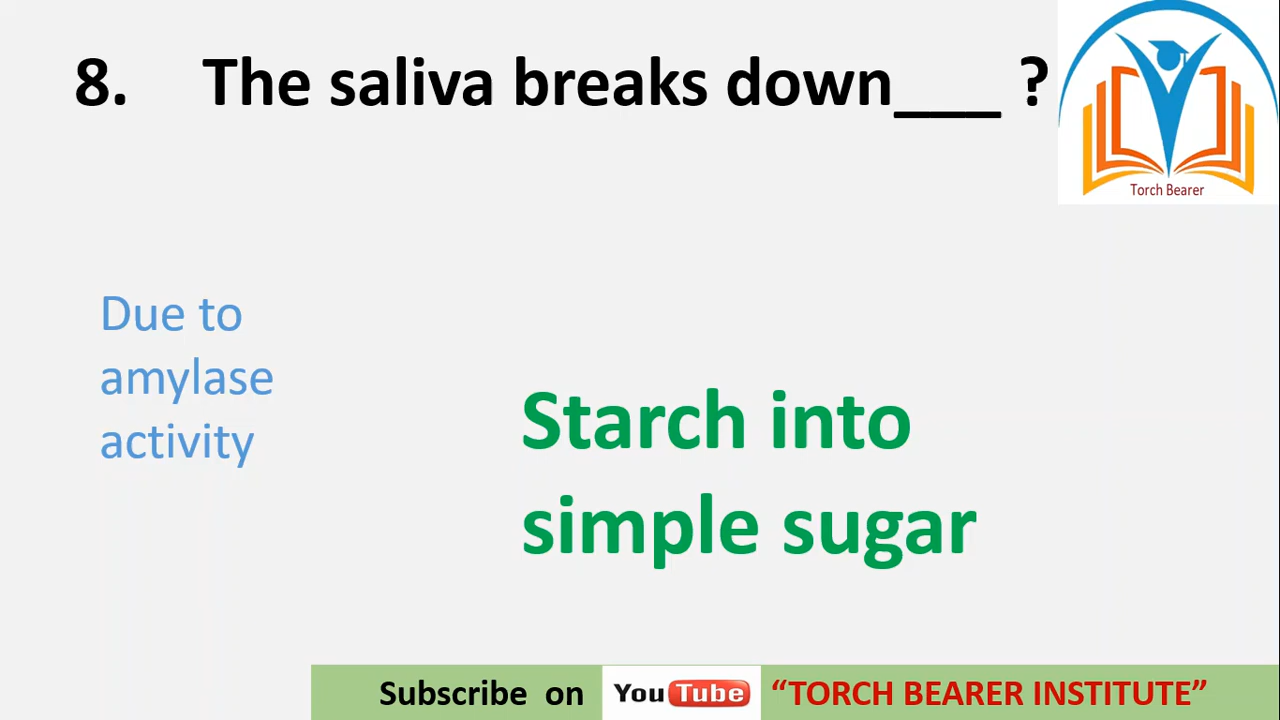 8. The saliva breaks down___ ?
Torch Bearer
Due to
amylase
activity
Starch into
simple sugar
Subscribe on YouTube “TORCH BEARER INSTITUTE”